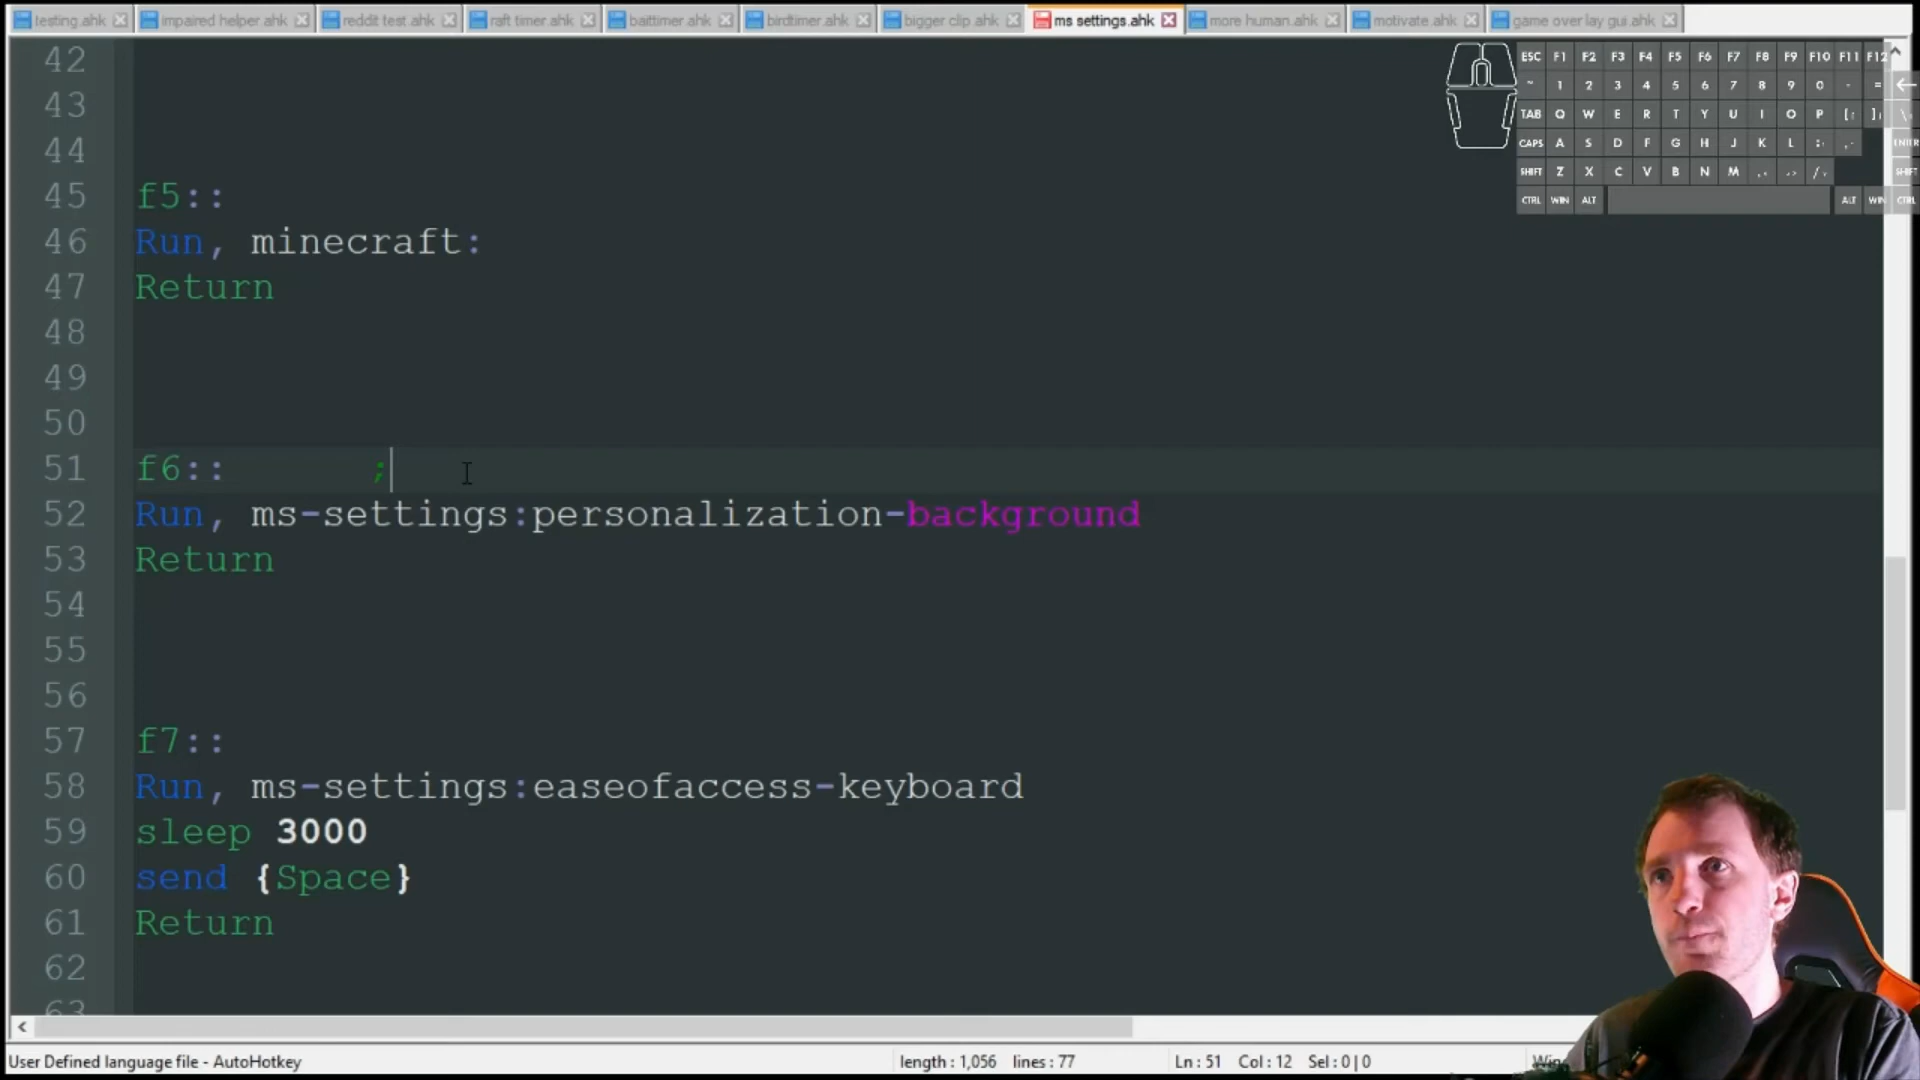 testing.ahk impaired helper.ahk reddit test.ahk raft timer.ahk baittimer.ahk birdtimer.ahk bigger clip.ahk ms settings.ahk more human.ahk motivate.ahk game over lay gui.ahk
ESC F1 F2 F3 F4 F5 F6 F7 F8 F9 F10 F11 F12
~ 1 2 3 4 5 6 7 8 9 0 - =
TAB Q W E R T Y U I O P
CAPS A S D F G H J K L ENTER
SHIFT Z X C V B N M SHIFT
CTRL WIN ALT ALT WIN CTRL
42
43
44
45 f5::
46 Run, minecraft:
47 Return
48
49
50
51 f6:: ;
52 Run, ms-settings:personalization-background
53 Return
54
55
56
57 f7::
58 Run, ms-settings:easeofaccess-keyboard
59 sleep 3000
60 send {Space}
61 Return
62
63
User Defined language file - AutoHotkey length : 1,056 lines : 77 Ln : 51 Col : 12 Sel : 0 | 0